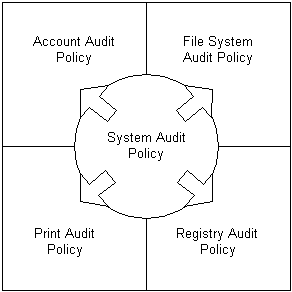 Account Audit
Policy
File System
Audit Policy
System Audit
Policy
Print Audit
Policy
Registry Audit
Policy